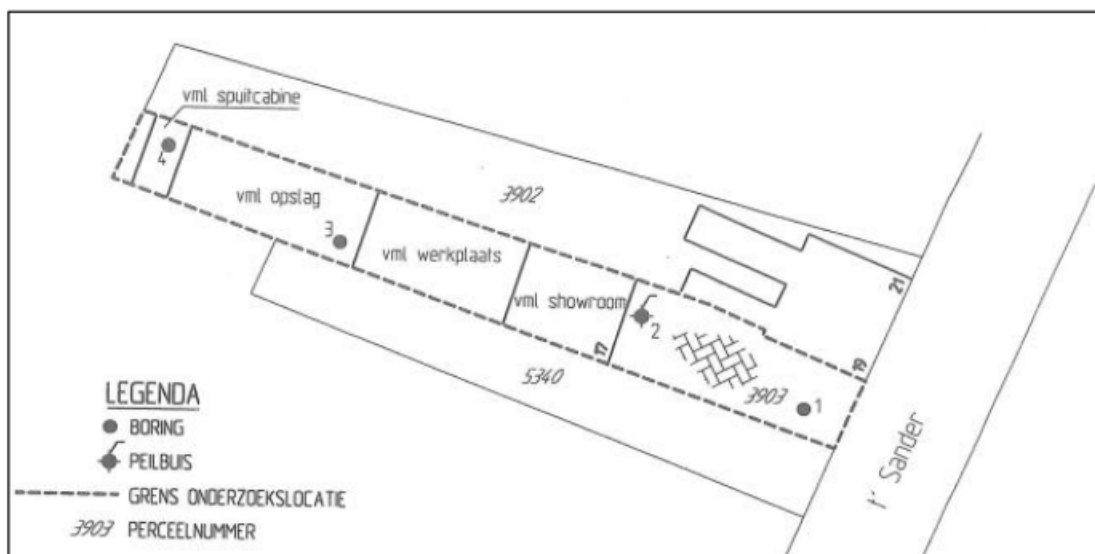 vml spuitcabine
4
vml opslag
3902
3
vml werkplaats
21
vml showroom
2
17
19
5340
3903
1
t' Sander
LEGENDA
BORING
PEILBUIS
GRENS ONDERZOEKSLOCATIE
3903 PERCEELNUMMER